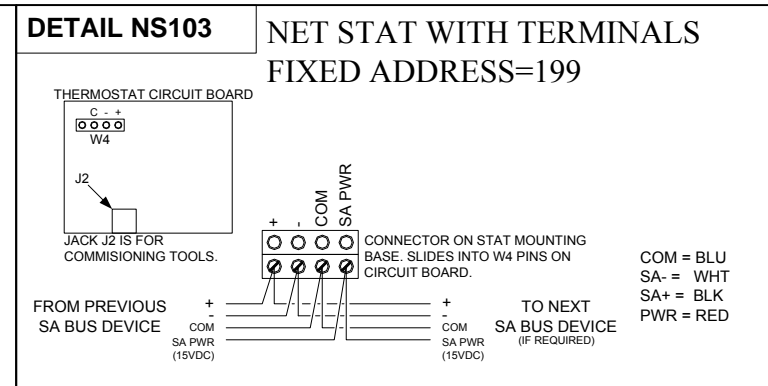 DETAIL NS103
NET STAT WITH TERMINALS
FIXED ADDRESS=199
THERMOSTAT CIRCUIT BOARD
C - +
W4
J2
JACK J2 IS FOR
COMMISIONING TOOLS.
+ - COM SA PWR
CONNECTOR ON STAT MOUNTING
BASE. SLIDES INTO W4 PINS ON
CIRCUIT BOARD.
FROM PREVIOUS
SA BUS DEVICE
+
-
COM
SA PWR
(15VDC)
+
-
COM
SA PWR
(15VDC)
TO NEXT
SA BUS DEVICE
(IF REQUIRED)
COM = BLU
SA- = WHT
SA+ = BLK
PWR = RED